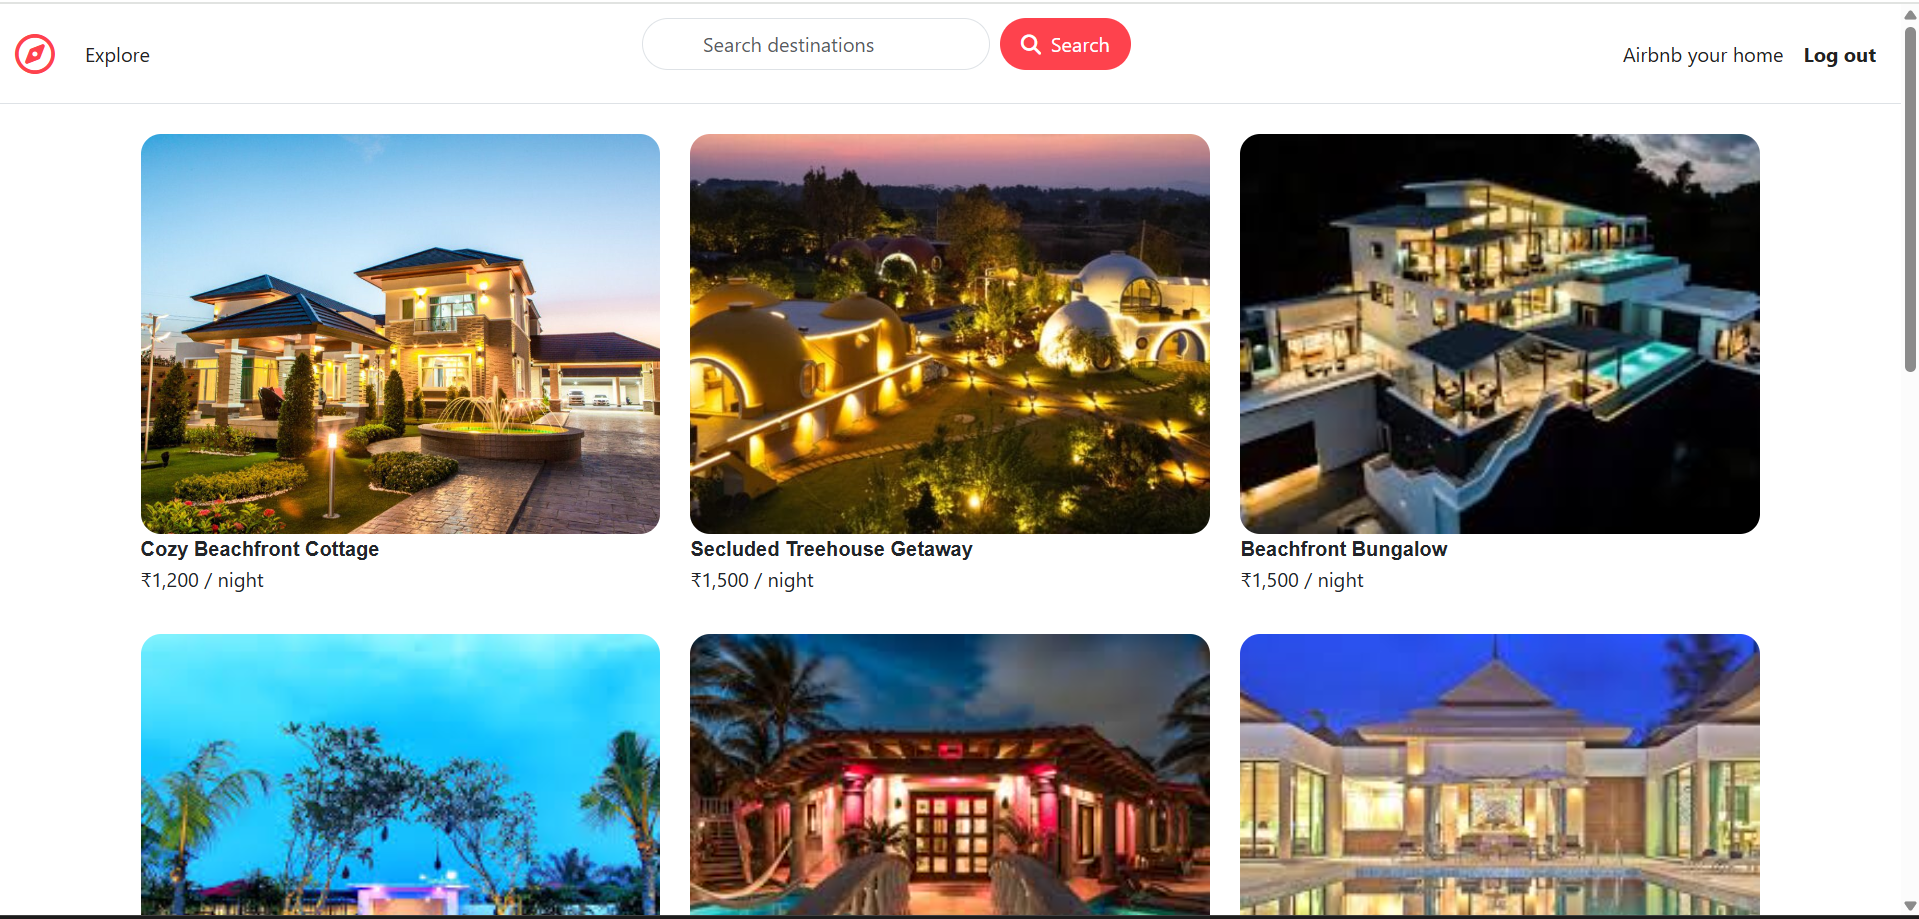 Explore
Search destinations
Search
Airbnb your home
Log out
Cozy Beachfront Cottage
₹1,200 / night
Secluded Treehouse Getaway
₹1,500 / night
Beachfront Bungalow
₹1,500 / night